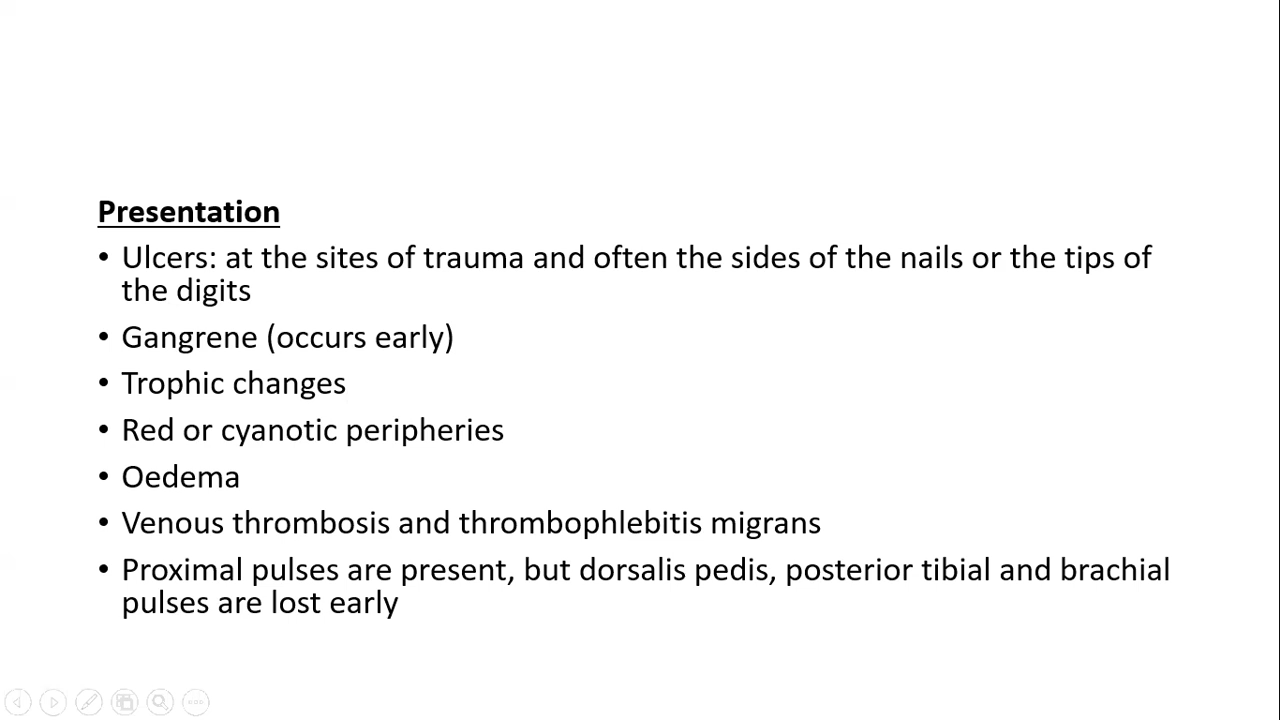 Presentation
• Ulcers: at the sites of trauma and often the sides of the nails or the tips of
the digits
• Gangrene (occurs early)
• Trophic changes
• Red or cyanotic peripheries
• Oedema
• Venous thrombosis and thrombophlebitis migrans
• Proximal pulses are present, but dorsalis pedis, posterior tibial and brachial
pulses are lost early